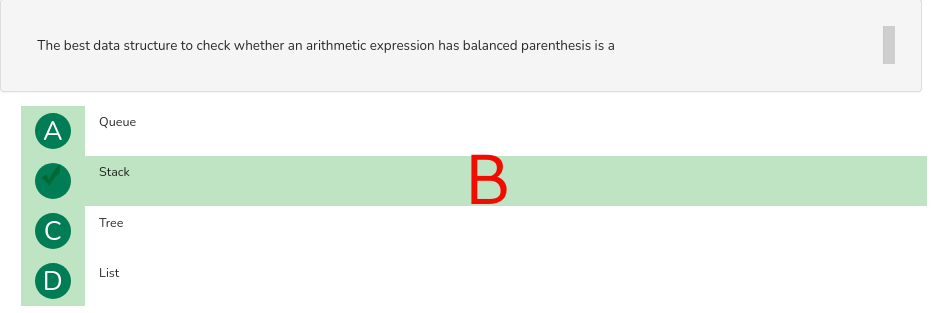 The best data structure to check whether an arithmetic expression has balanced parenthesis is a
A Queue
Stack B
C Tree
D List